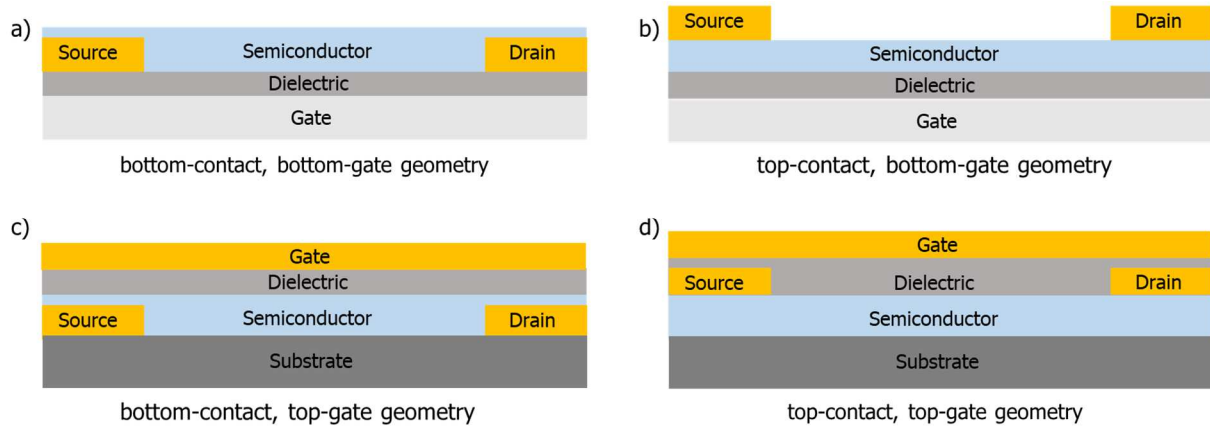 a)
Source Semiconductor Drain
Dielectric
Gate
bottom-contact, bottom-gate geometry
b)
Source Drain
Semiconductor
Dielectric
Gate
top-contact, bottom-gate geometry
c)
Gate
Dielectric
Source Semiconductor Drain
Substrate
bottom-contact, top-gate geometry
d)
Gate
Source Dielectric Drain
Semiconductor
Substrate
top-contact, top-gate geometry